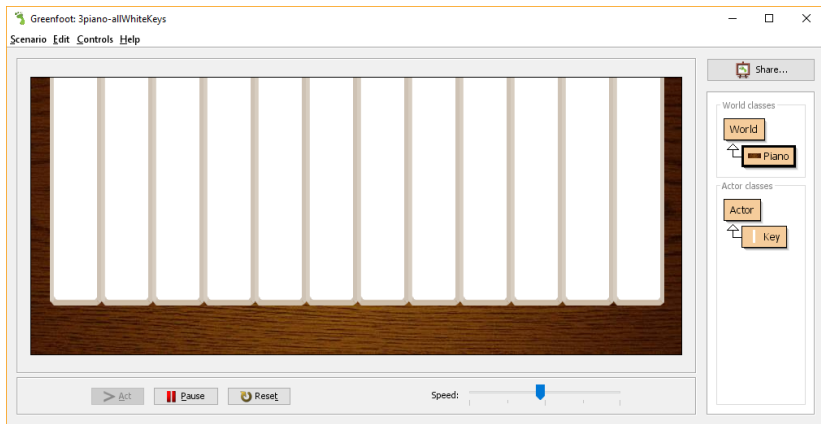 Greenfoot: 3piano-allWhiteKeys
Scenario Edit Controls Help
Share...
World classes
World
Piano
Actor classes
Actor
Key
Act
Pause
Reset
Speed: